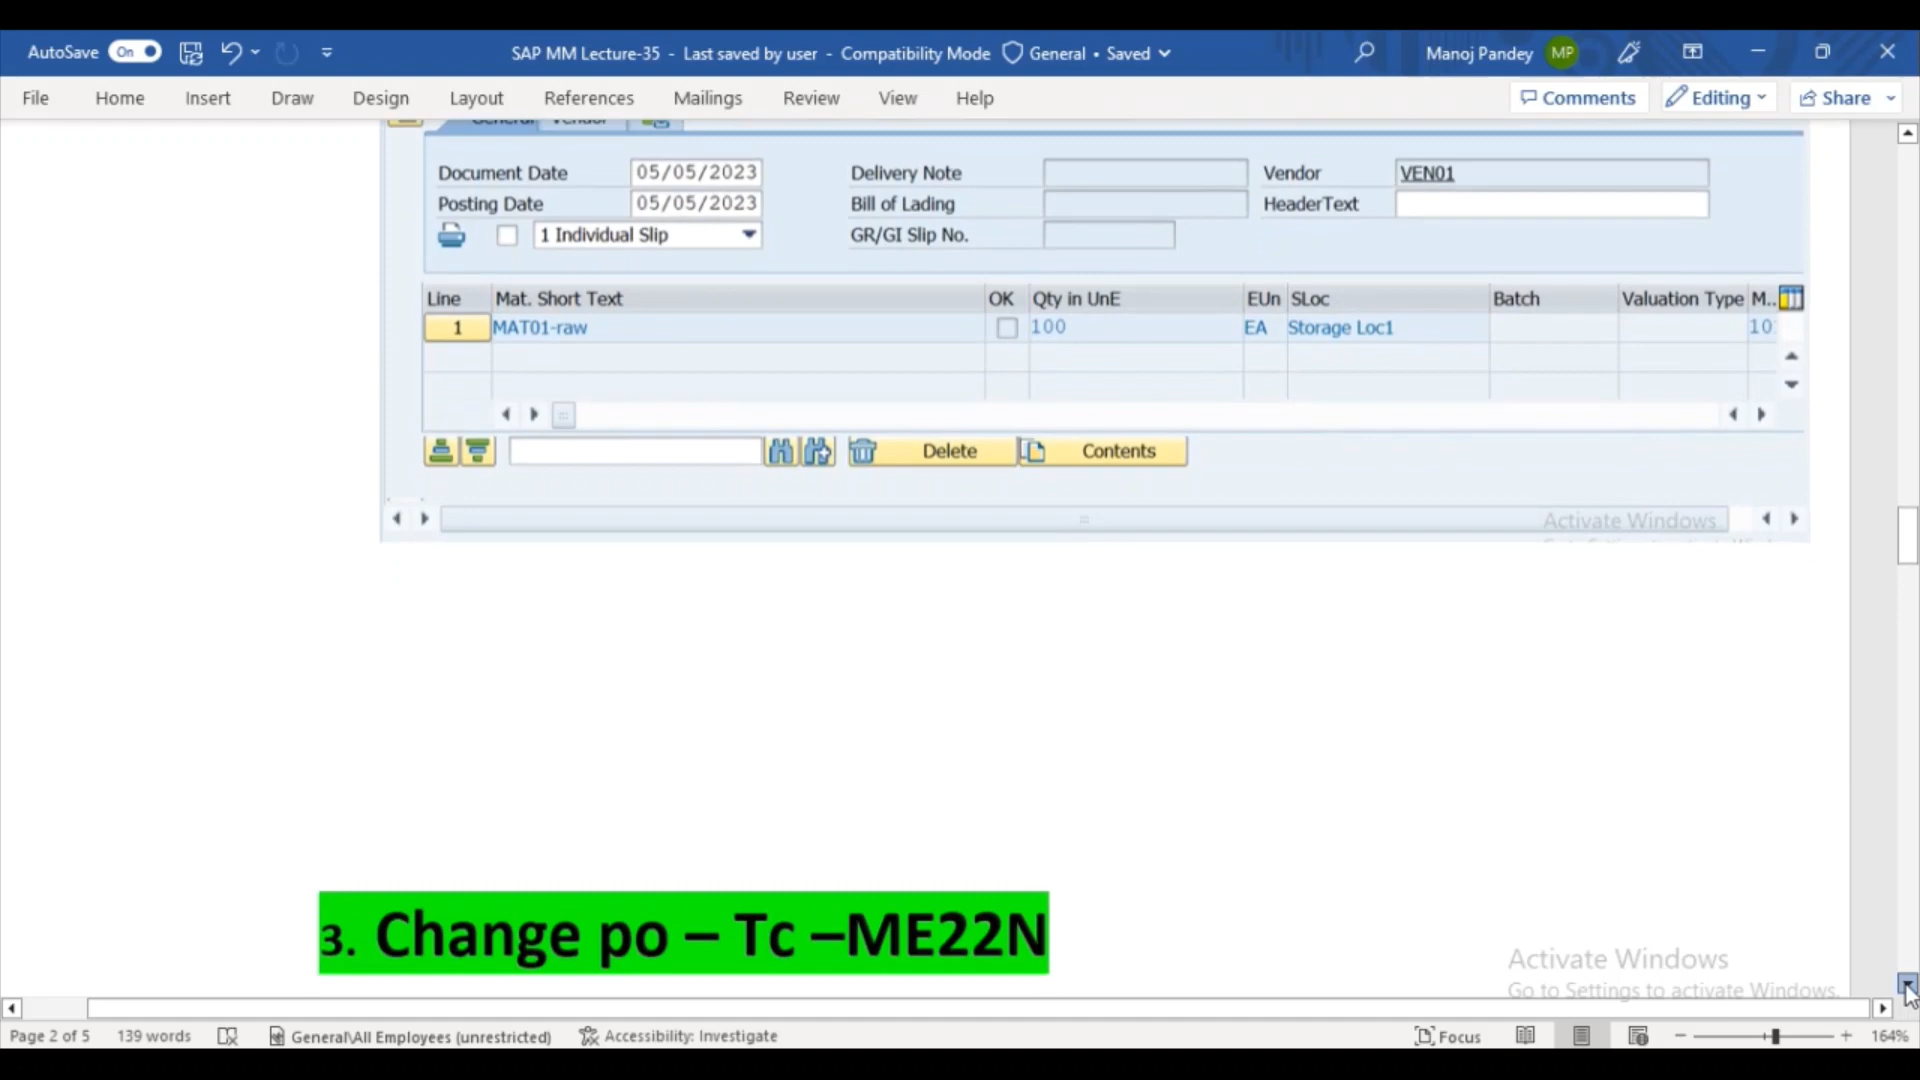 AutoSave On SAP MM Lecture-35 - Last saved by user - Compatibility Mode General • Saved Manoj Pandey MP
File Home Insert Draw Design Layout References Mailings Review View Help Comments Editing Share
General Vendor
Document Date 05/05/2023 Delivery Note Vendor VEN01
Posting Date 05/05/2023 Bill of Lading HeaderText
1 Individual Slip GR/GI Slip No.
Line Mat. Short Text OK Qty in UnE EUn SLoc Batch Valuation Type M..
1 MAT01-raw 100 EA Storage Loc1 10
Delete Contents
Activate Windows
3. Change po – Tc –ME22N
Activate Windows
Go to Settings to activate Windows.
Page 2 of 5 139 words General\All Employees (unrestricted) Accessibility: Investigate Focus 164%